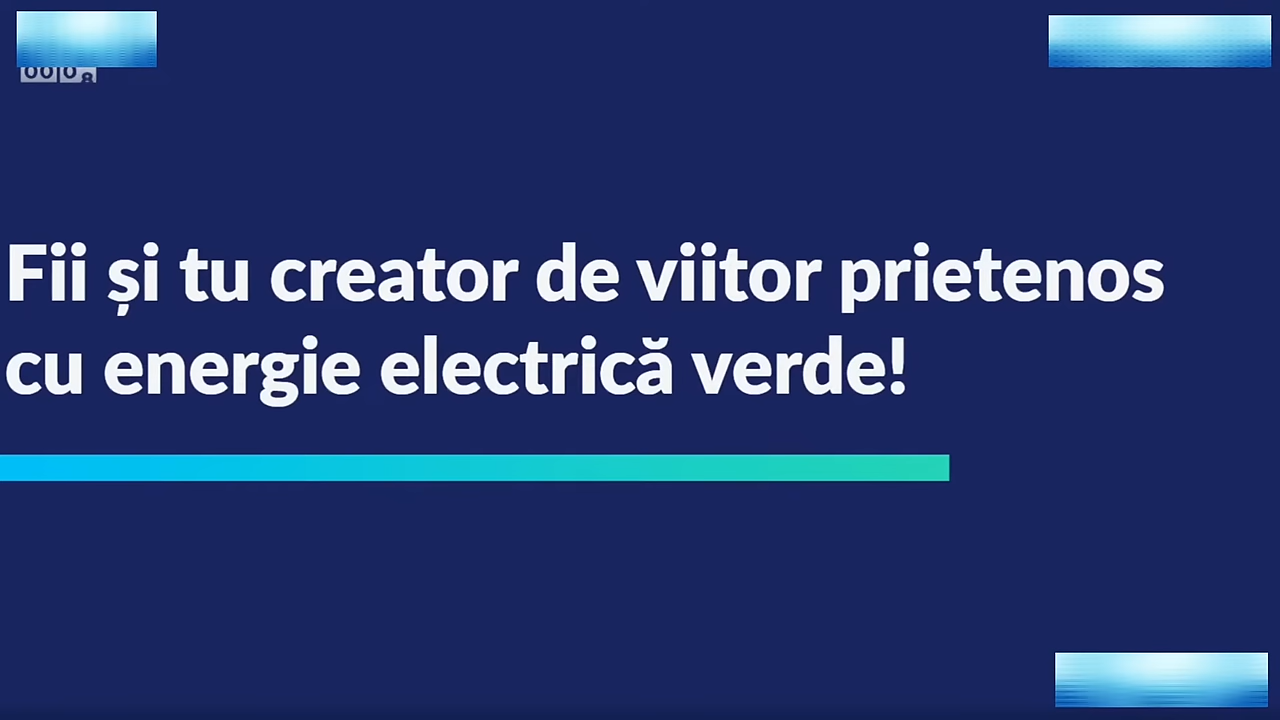 Fii și tu creator de viitor prietenos
cu energie electrică verde!